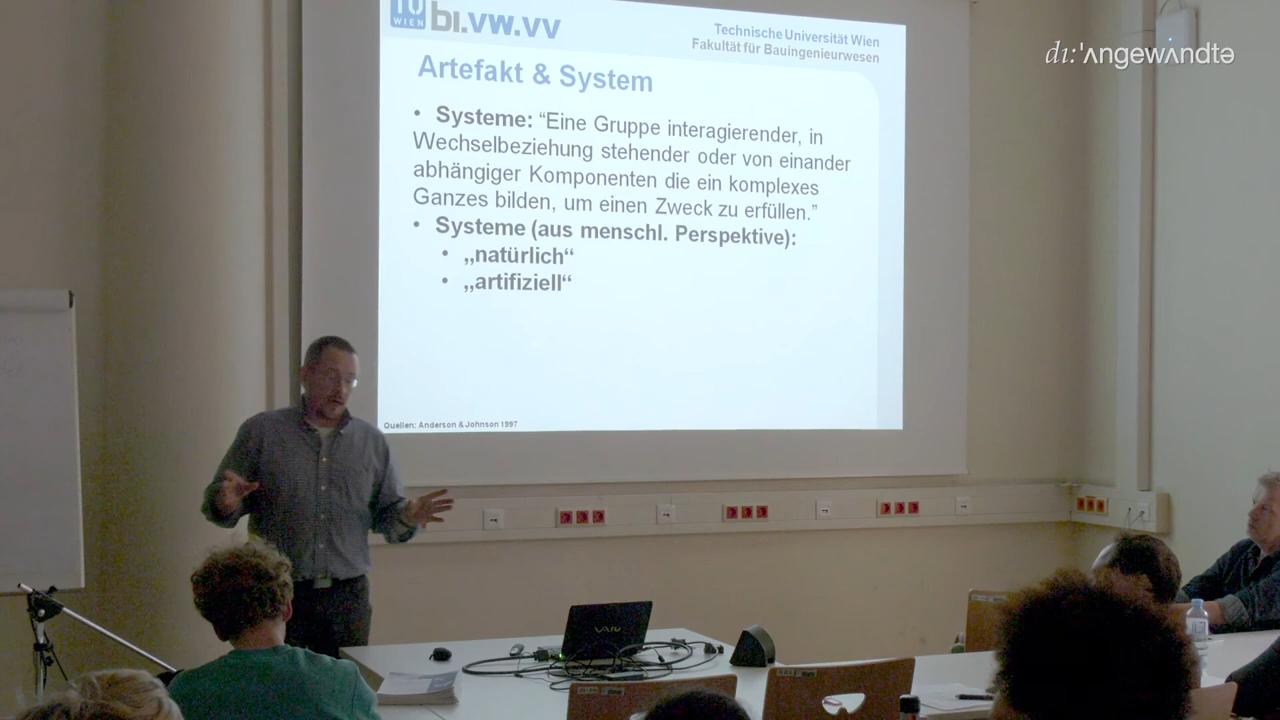 TU
WIEN
bi.vw.vv
Technische Universität Wien
Fakultät für Bauingenieurwesen
dı:ˈʌngewʌndtə
Artefakt & System
• Systeme: “Eine Gruppe interagierender, in
Wechselbeziehung stehender oder von einander
abhängiger Komponenten die ein komplexes
Ganzes bilden, um einen Zweck zu erfüllen.”
• Systeme (aus menschl. Perspektive):
• „natürlich“
• „artifiziell“
Quellen: Anderson & Johnson 1997
VAIO